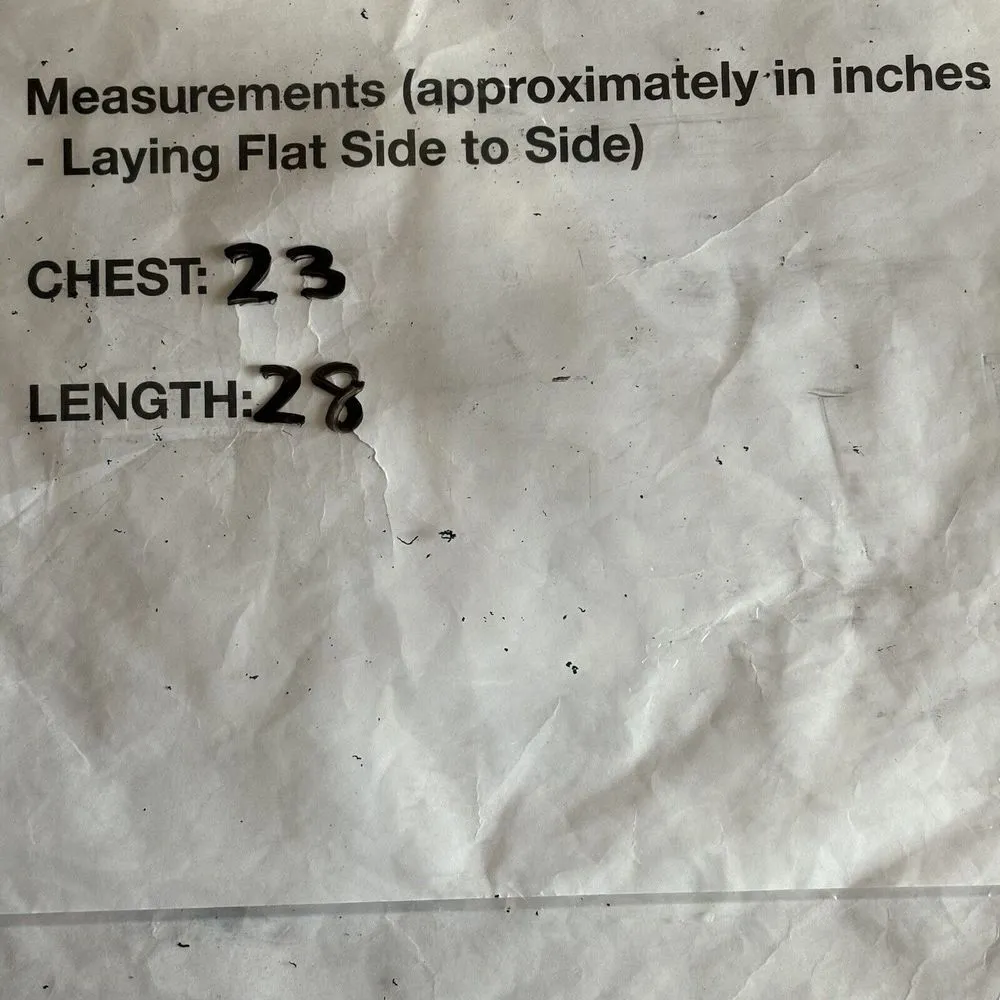 Measurements (approximately in inches
- Laying Flat Side to Side)
CHEST: 23
LENGTH: 28